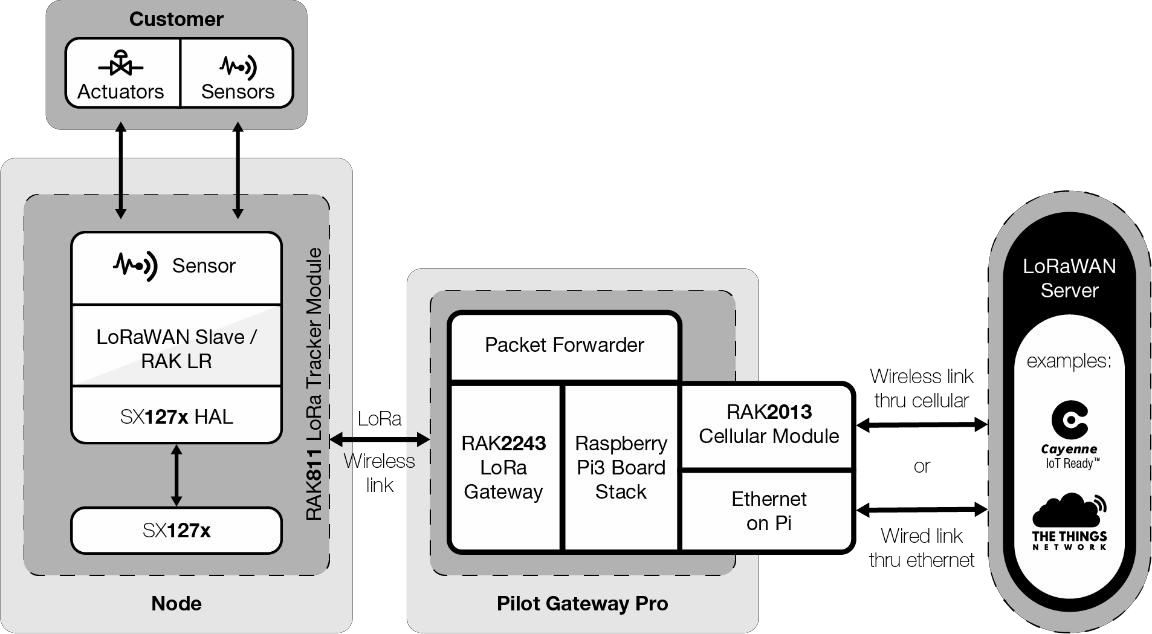 Customer
Actuators
Sensors
Sensor
LoRaWAN Slave /
RAK LR
SX127x HAL
SX127x
RAK811 LoRa Tracker Module
Node
LoRa
Wireless
link
Packet Forwarder
RAK2243
LoRa
Gateway
Raspberry
Pi3 Board
Stack
RAK2013
Cellular Module
Ethernet
on Pi
Pilot Gateway Pro
Wireless link
thru cellular
or
Wired link
thru ethernet
LoRaWAN
Server
examples:
Cayenne
IoT Ready™
THE THINGS
NETWORK